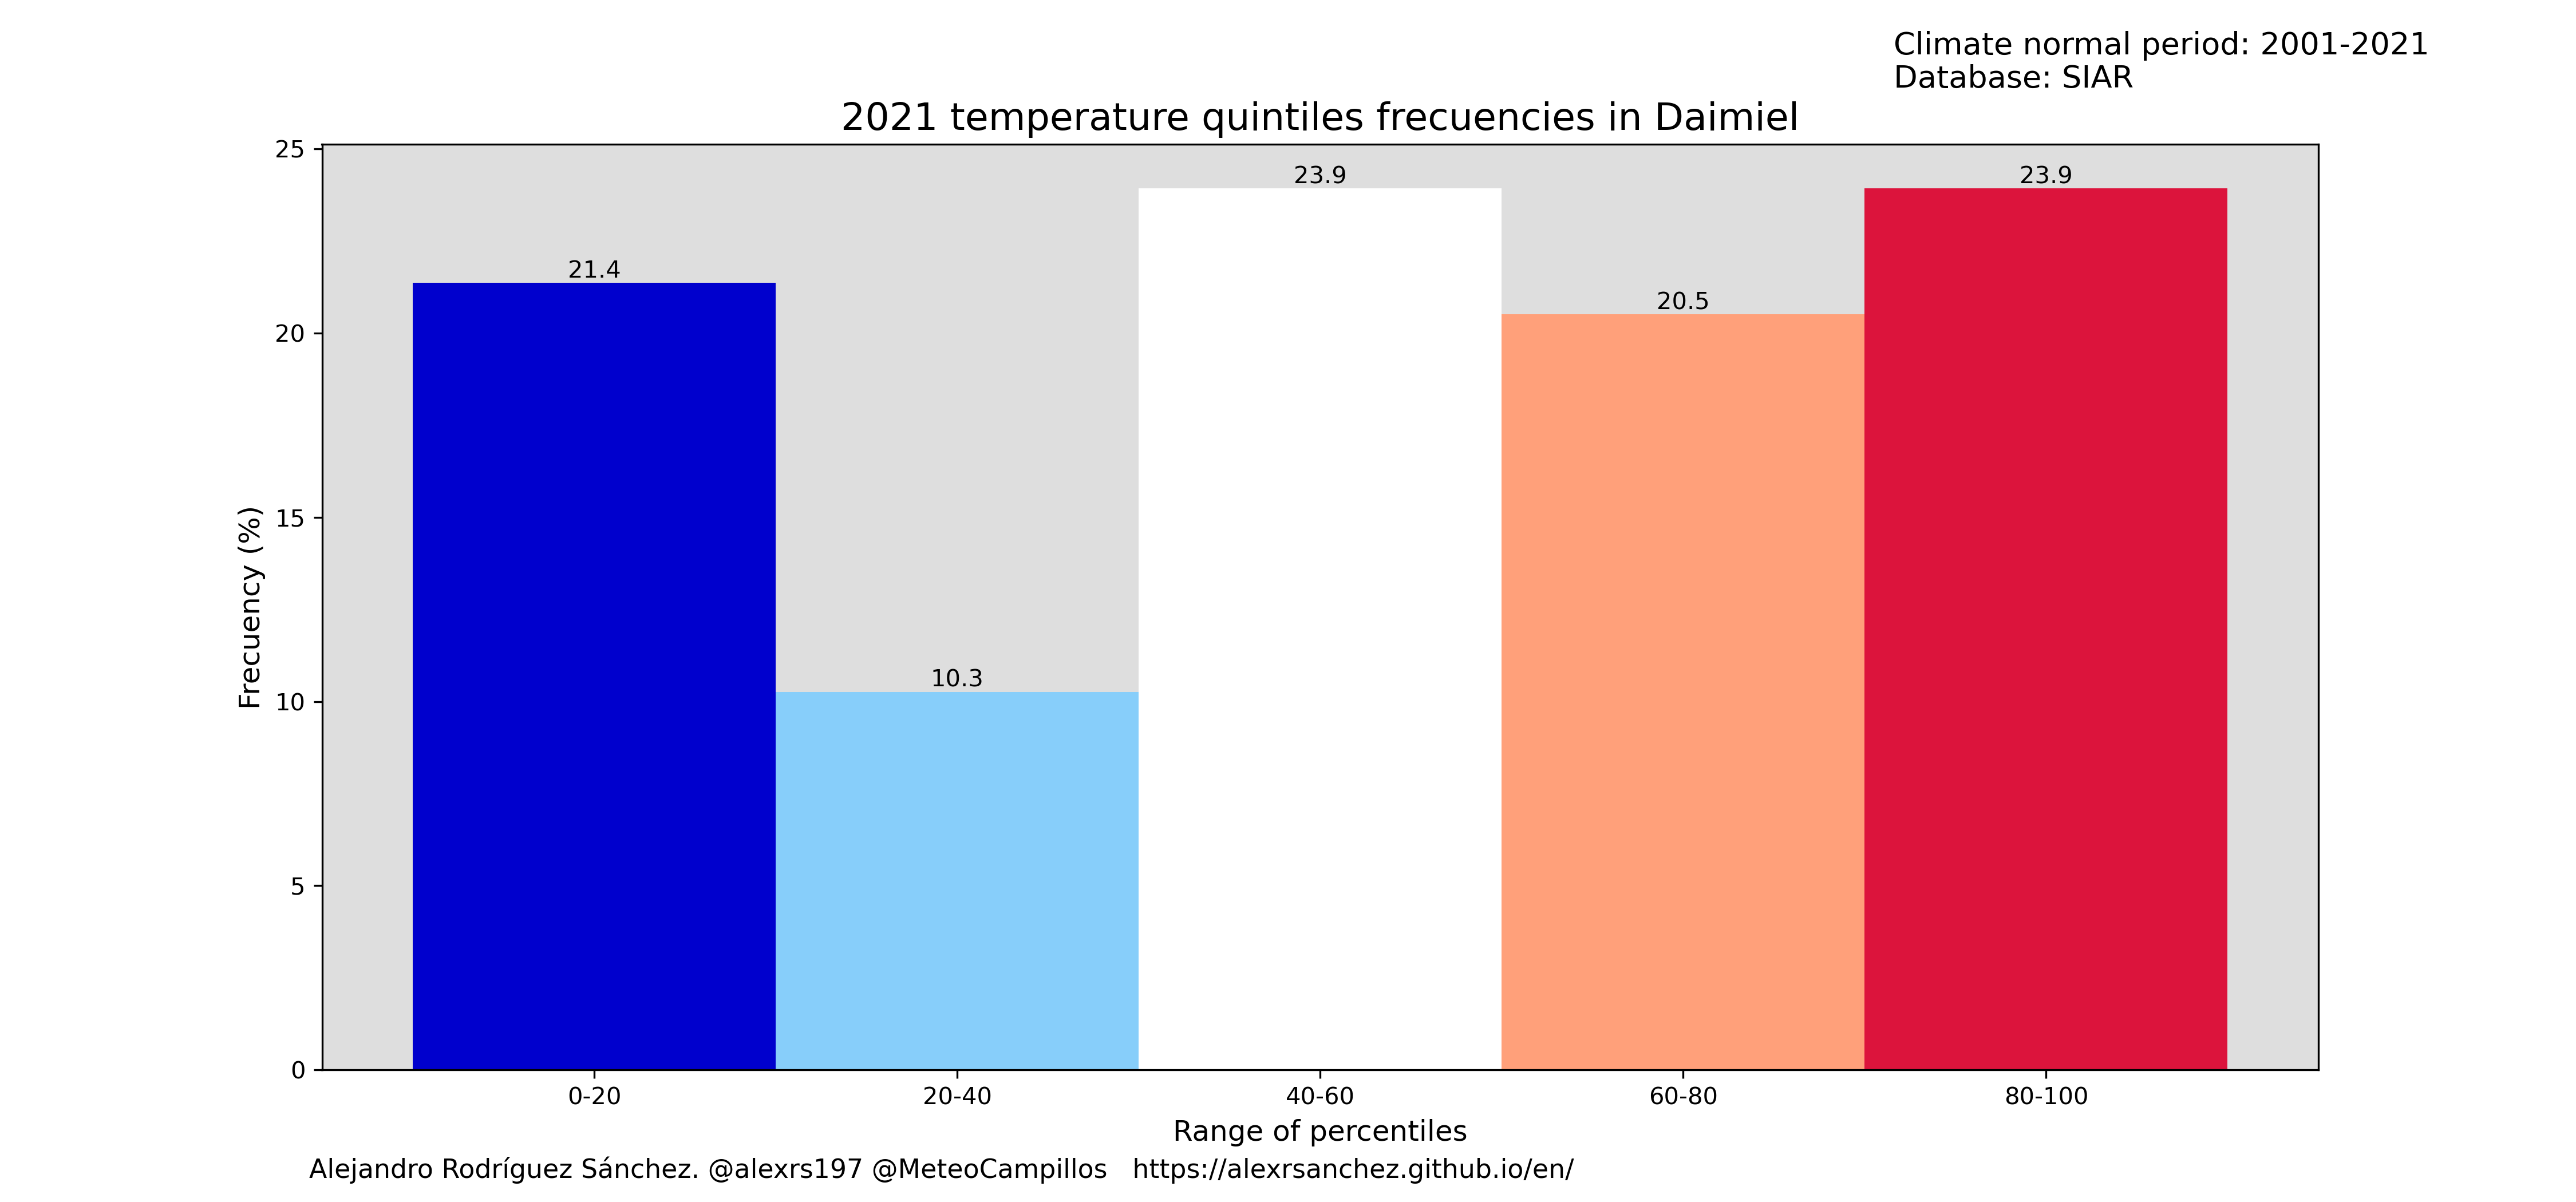 Climate normal period: 2001-2021
Database: SIAR
2021 temperature quintiles frecuencies in Daimiel
25
20
15
10
5
0
Frecuency (%)
21.4
10.3
23.9
20.5
23.9
0-20
20-40
40-60
60-80
80-100
Range of percentiles
Alejandro Rodríguez Sánchez. @alexrs197 @MeteoCampillos https://alexrsanchez.github.io/en/